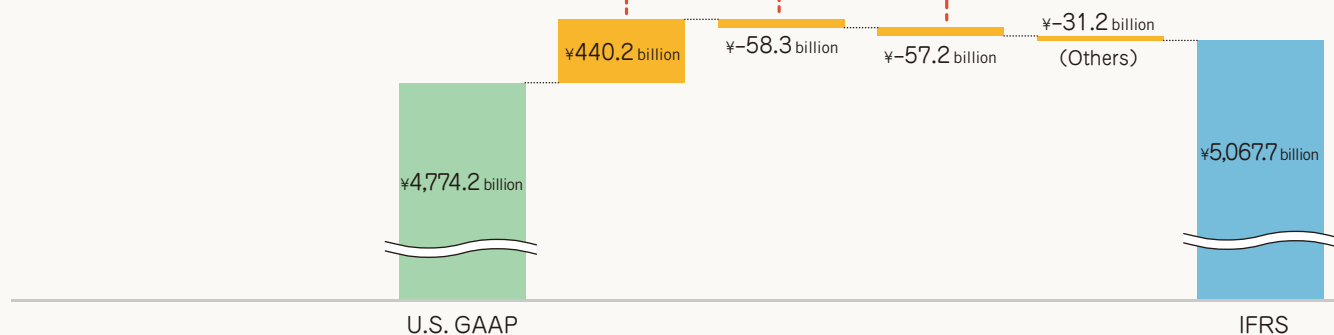 ¥440.2 billion
¥–58.3 billion
¥–57.2 billion
¥–31.2 billion
(Others)
¥4,774.2 billion
¥5,067.7 billion
U.S. GAAP
IFRS